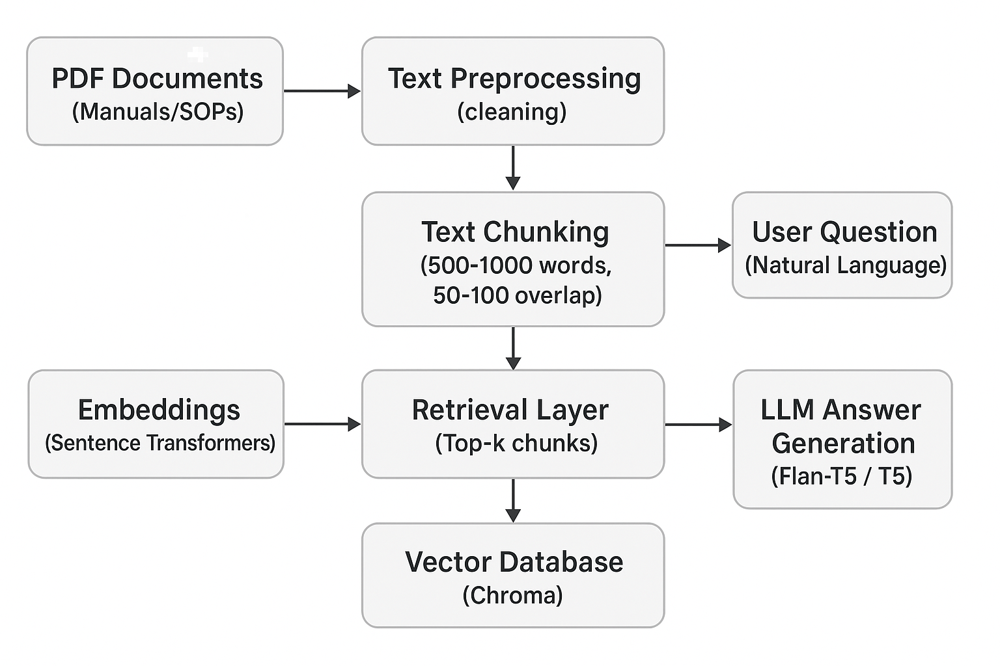 PDF Documents
(Manuals/SOPs)
Text Preprocessing
(cleaning)
Text Chunking
(500-1000 words,
50-100 overlap)
User Question
(Natural Language)
Embeddings
(Sentence Transformers)
Retrieval Layer
(Top-k chunks)
LLM Answer
Generation
(Flan-T5 / T5)
Vector Database
(Chroma)